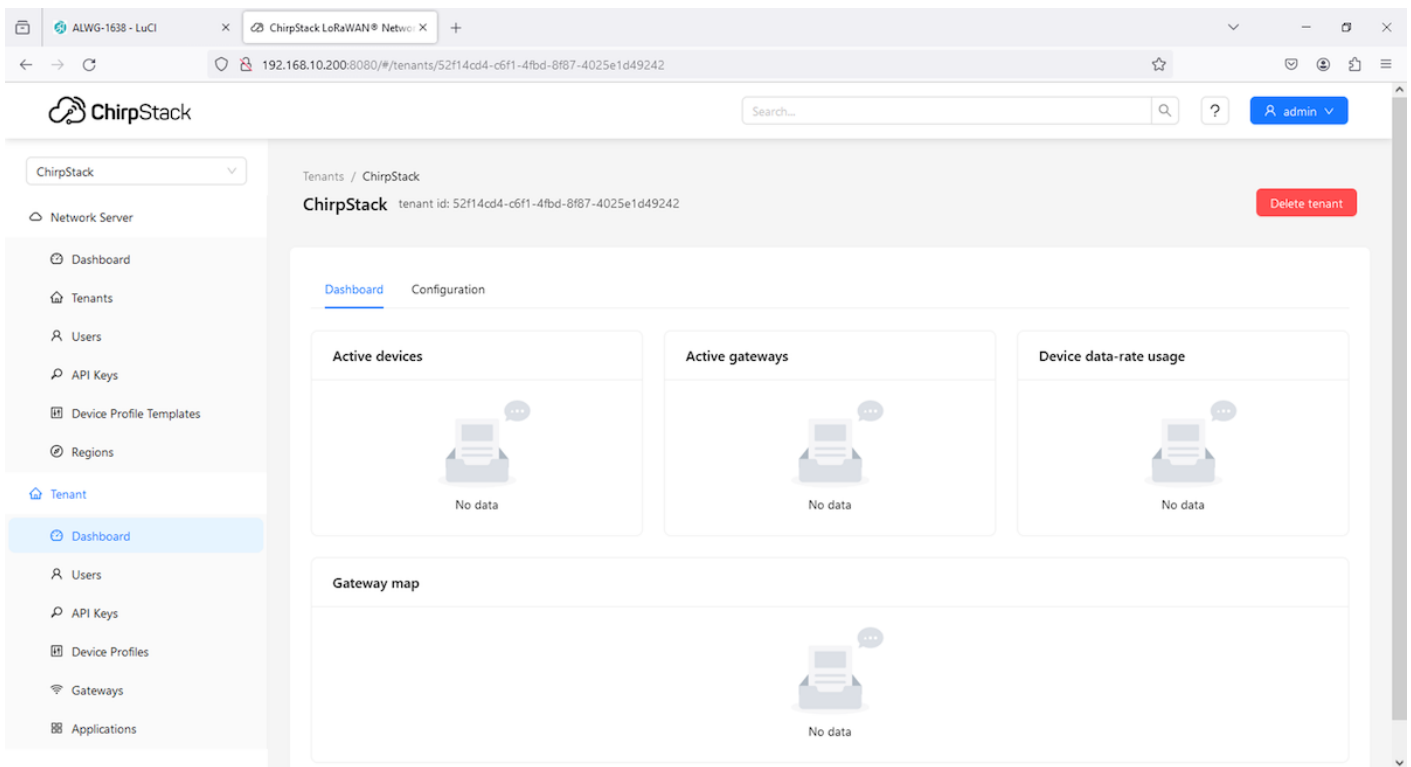 ALWG-1638 - LuCI
ChirpStack LoRaWAN® Networ
192.168.10.200:8080/#/tenants/52f14cd4-c6f1-4fbd-8f87-4025e1d49242
ChirpStack
Search...
?
admin
ChirpStack
Network Server
Dashboard
Tenants
Users
API Keys
Device Profile Templates
Regions
Tenant
Dashboard
Users
API Keys
Device Profiles
Gateways
Applications
Tenants / ChirpStack
ChirpStack tenant id: 52f14cd4-c6f1-4fbd-8f87-4025e1d49242
Delete tenant
Dashboard Configuration
Active devices
No data
Active gateways
No data
Device data-rate usage
No data
Gateway map
No data